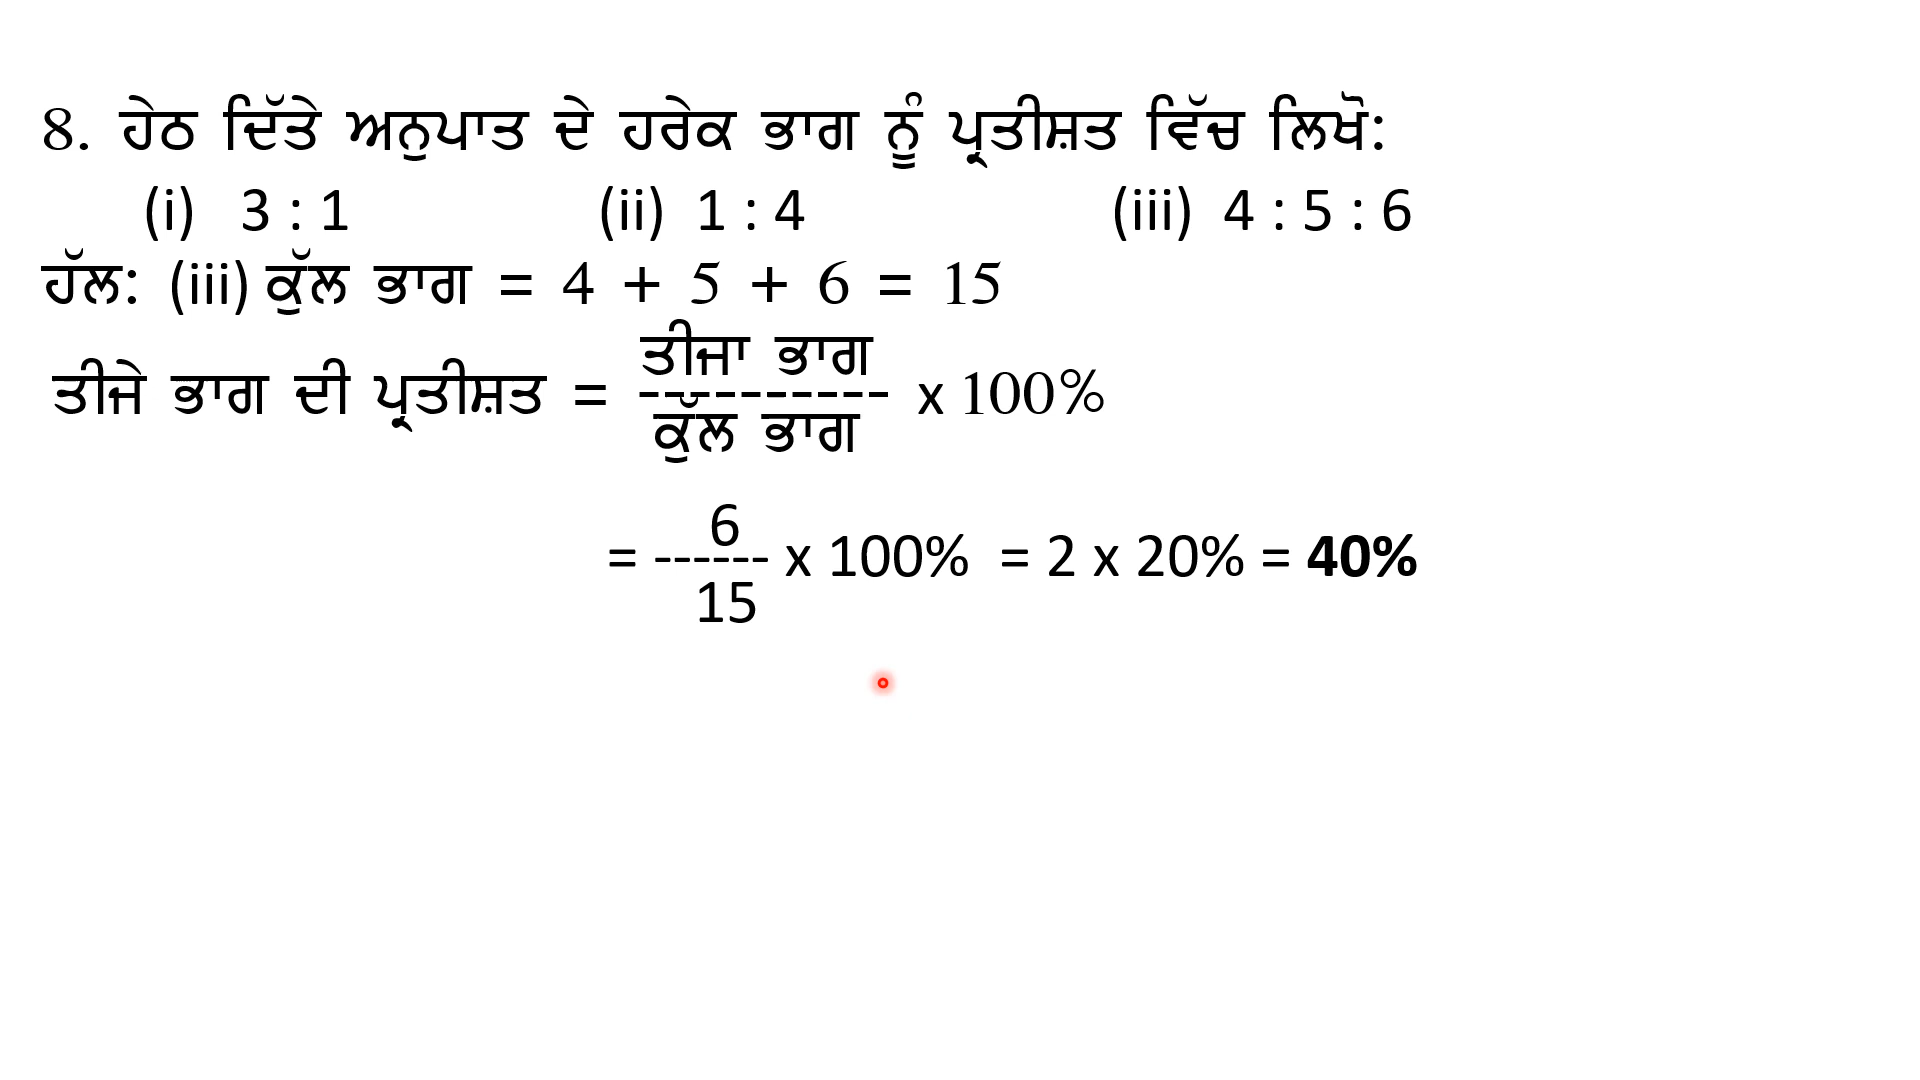 8. ਹੇਠ ਦਿੱਤੇ ਅਨੁਪਾਤ ਦੇ ਹਰੇਕ ਭਾਗ ਨੂੰ ਪ੍ਰਤੀਸ਼ਤ ਵਿੱਚ ਲਿਖੋ:
(i) 3 : 1 (ii) 1 : 4 (iii) 4 : 5 : 6
ਹੱਲ: (iii) ਕੁੱਲ ਭਾਗ = 4 + 5 + 6 = 15
ਤੀਜਾ ਭਾਗ
ਤੀਜੇ ਭਾਗ ਦੀ ਪ੍ਰਤੀਸ਼ਤ = ---------- x 100%
ਕੁੱਲ ਭਾਗ
6
= ------ x 100% = 2 x 20% = 40%
15